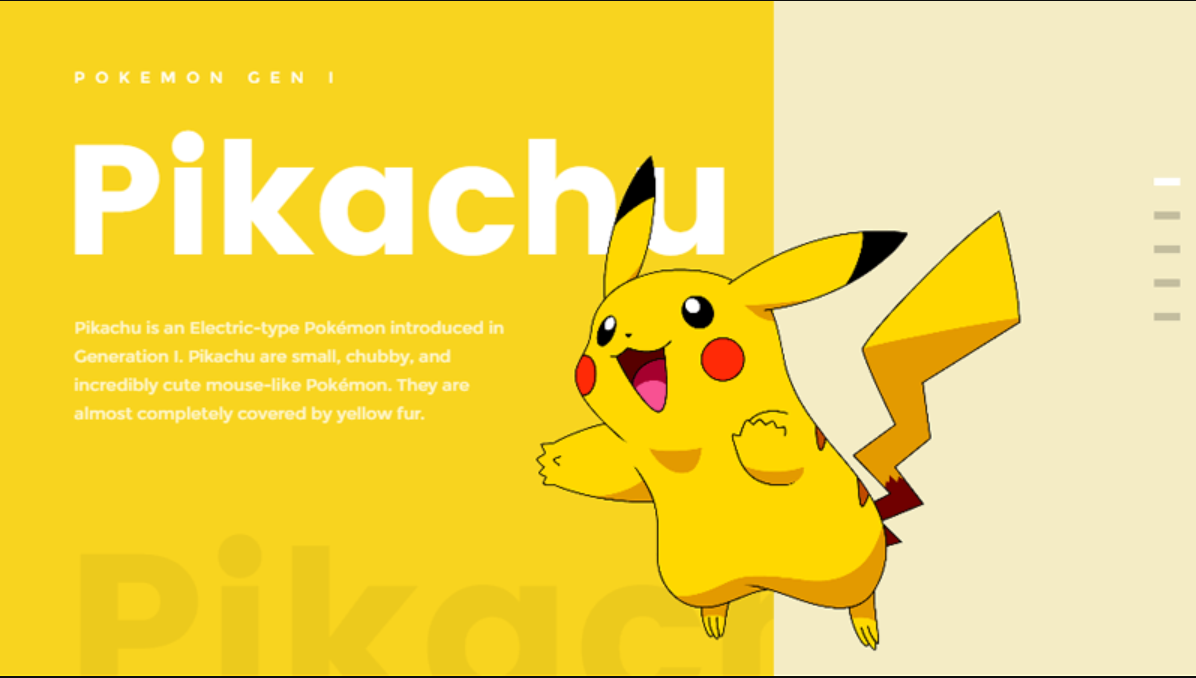 POKEMON GEN I
Pikachu
Pikachu is an Electric-type Pokémon introduced in
Generation I. Pikachu are small, chubby, and
incredibly cute mouse-like Pokémon. They are
almost completely covered by yellow fur.
Pikach